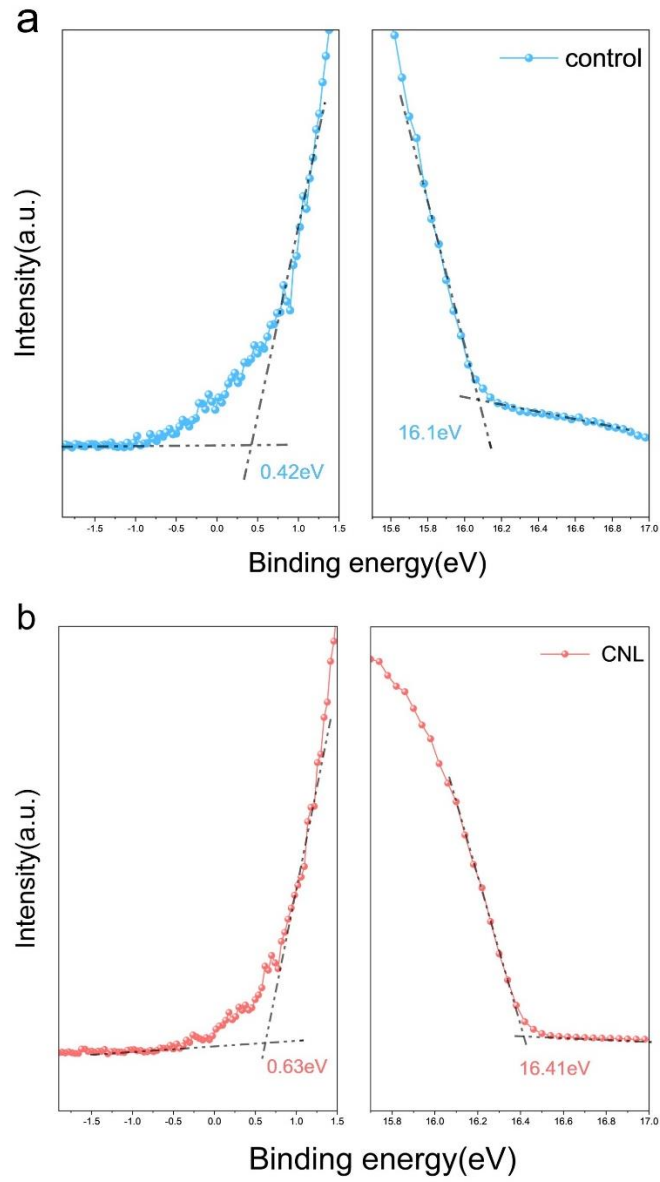 a
control
Intensity(a.u.)
0.42eV
16.1eV
-1.5 -1.0 -0.5 0.0 0.5 1.0 1.5
15.6 15.8 16.0 16.2 16.4 16.6 16.8 17.0
Binding energy(eV)
b
CNL
Intensity(a.u.)
0.63eV
16.41eV
-1.5 -1.0 -0.5 0.0 0.5 1.0 1.5
15.8 16.0 16.2 16.4 16.6 16.8 17.0
Binding energy(eV)